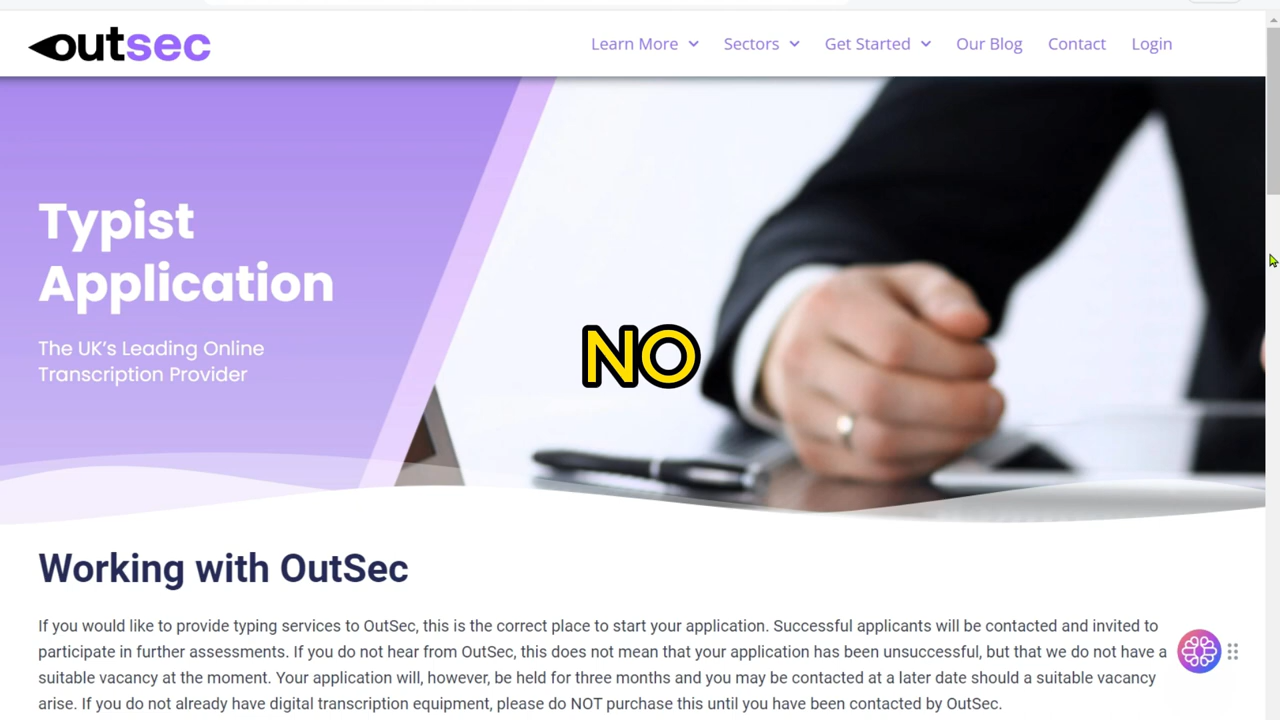 outsec
Learn More
Sectors
Get Started
Our Blog
Contact
Login
Typist
Application
The UK's Leading Online
Transcription Provider
NO
Working with OutSec
If you would like to provide typing services to OutSec, this is the correct place to start your application. Successful applicants will be contacted and invited to
participate in further assessments. If you do not hear from OutSec, this does not mean that your application has been unsuccessful, but that we do not have a
suitable vacancy at the moment. Your application will, however, be held for three months and you may be contacted at a later date should a suitable vacancy
arise. If you do not already have digital transcription equipment, please do NOT purchase this until you have been contacted by OutSec.